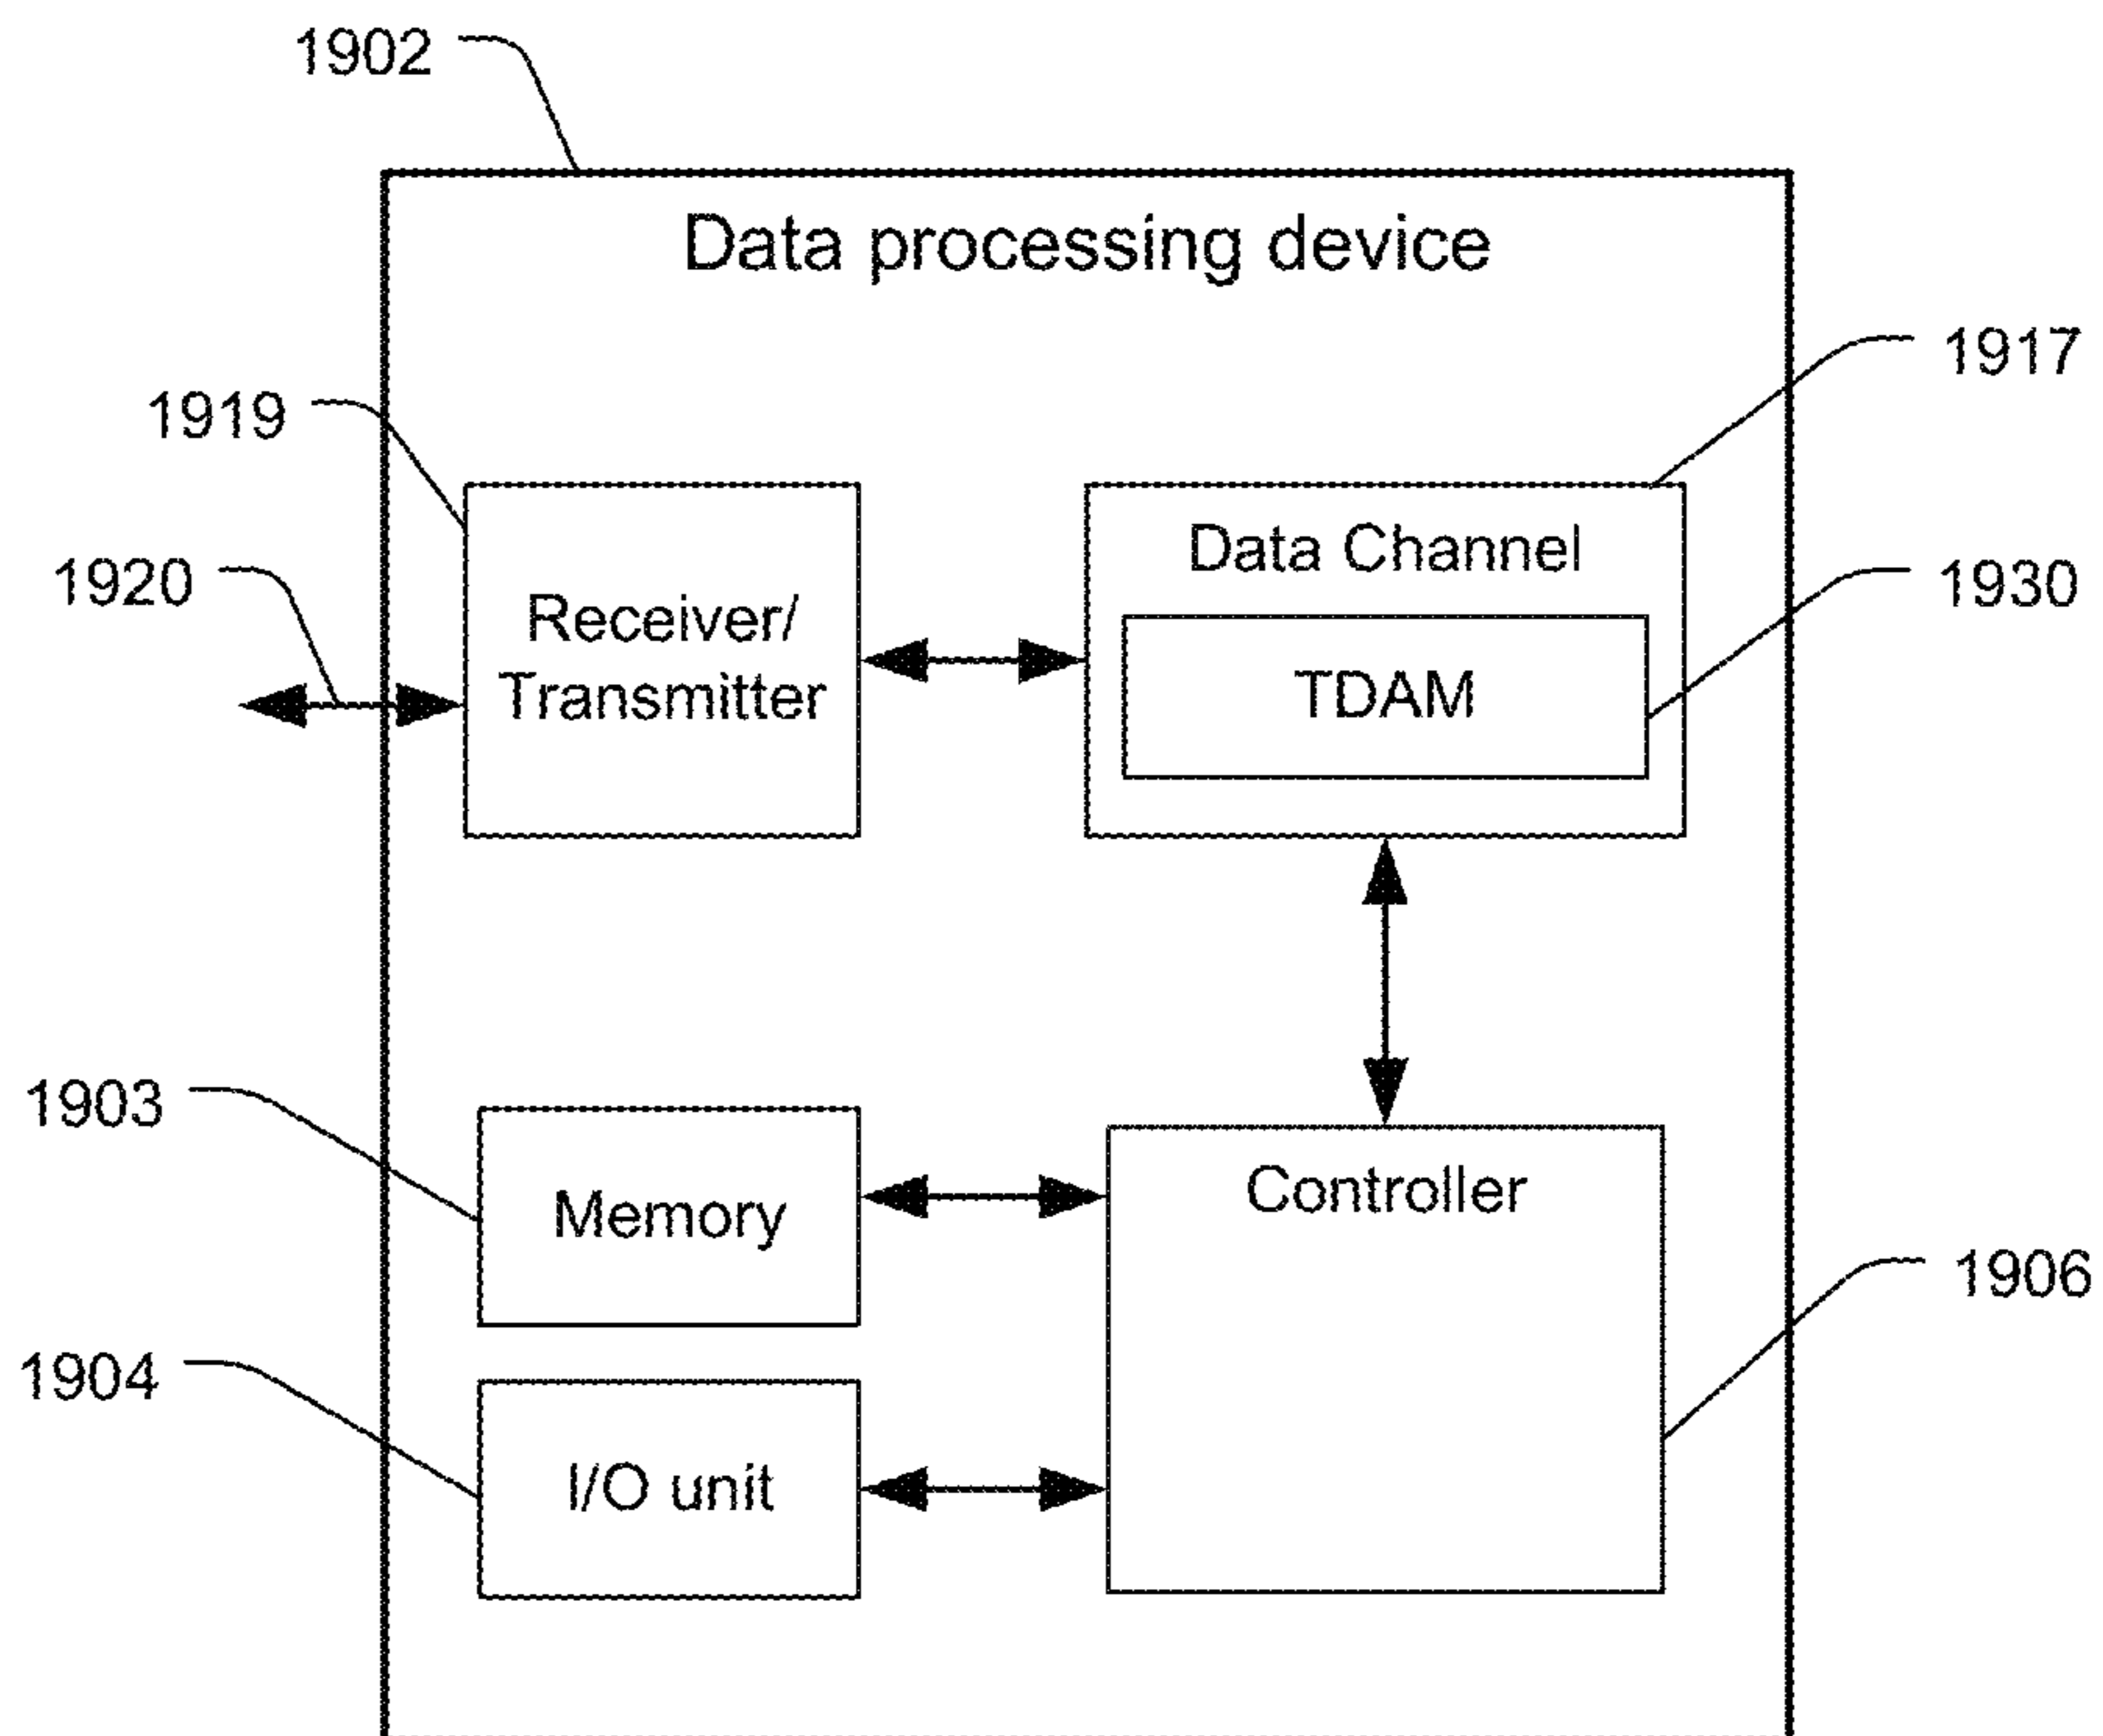 1902
Data processing device
1917
1919
Data Channel
1920
1930
Receiver/
Transmitter
TDAM
1903
Memory
Controller
1906
1904
I/O unit